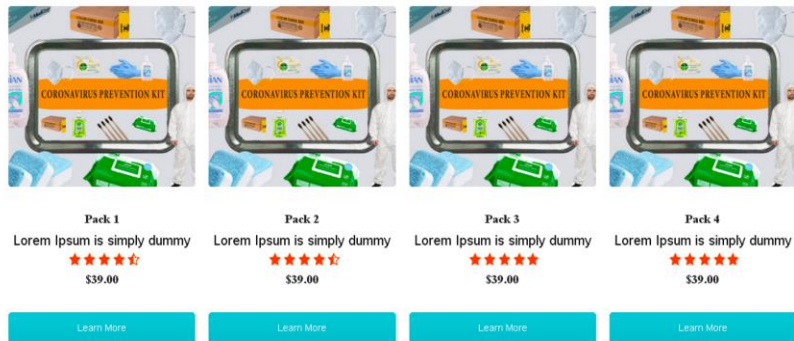 CORONAVIRUS PREVENTION KIT
CORONAVIRUS PREVENTION KIT
CORONAVIRUS PREVENTION KIT
CORONAVIRUS PREVENTION KIT
Pack 1
Lorem Ipsum is simply dummy
$39.00
Learn More
Pack 2
Lorem Ipsum is simply dummy
$39.00
Learn More
Pack 3
Lorem Ipsum is simply dummy
$39.00
Learn More
Pack 4
Lorem Ipsum is simply dummy
$39.00
Learn More